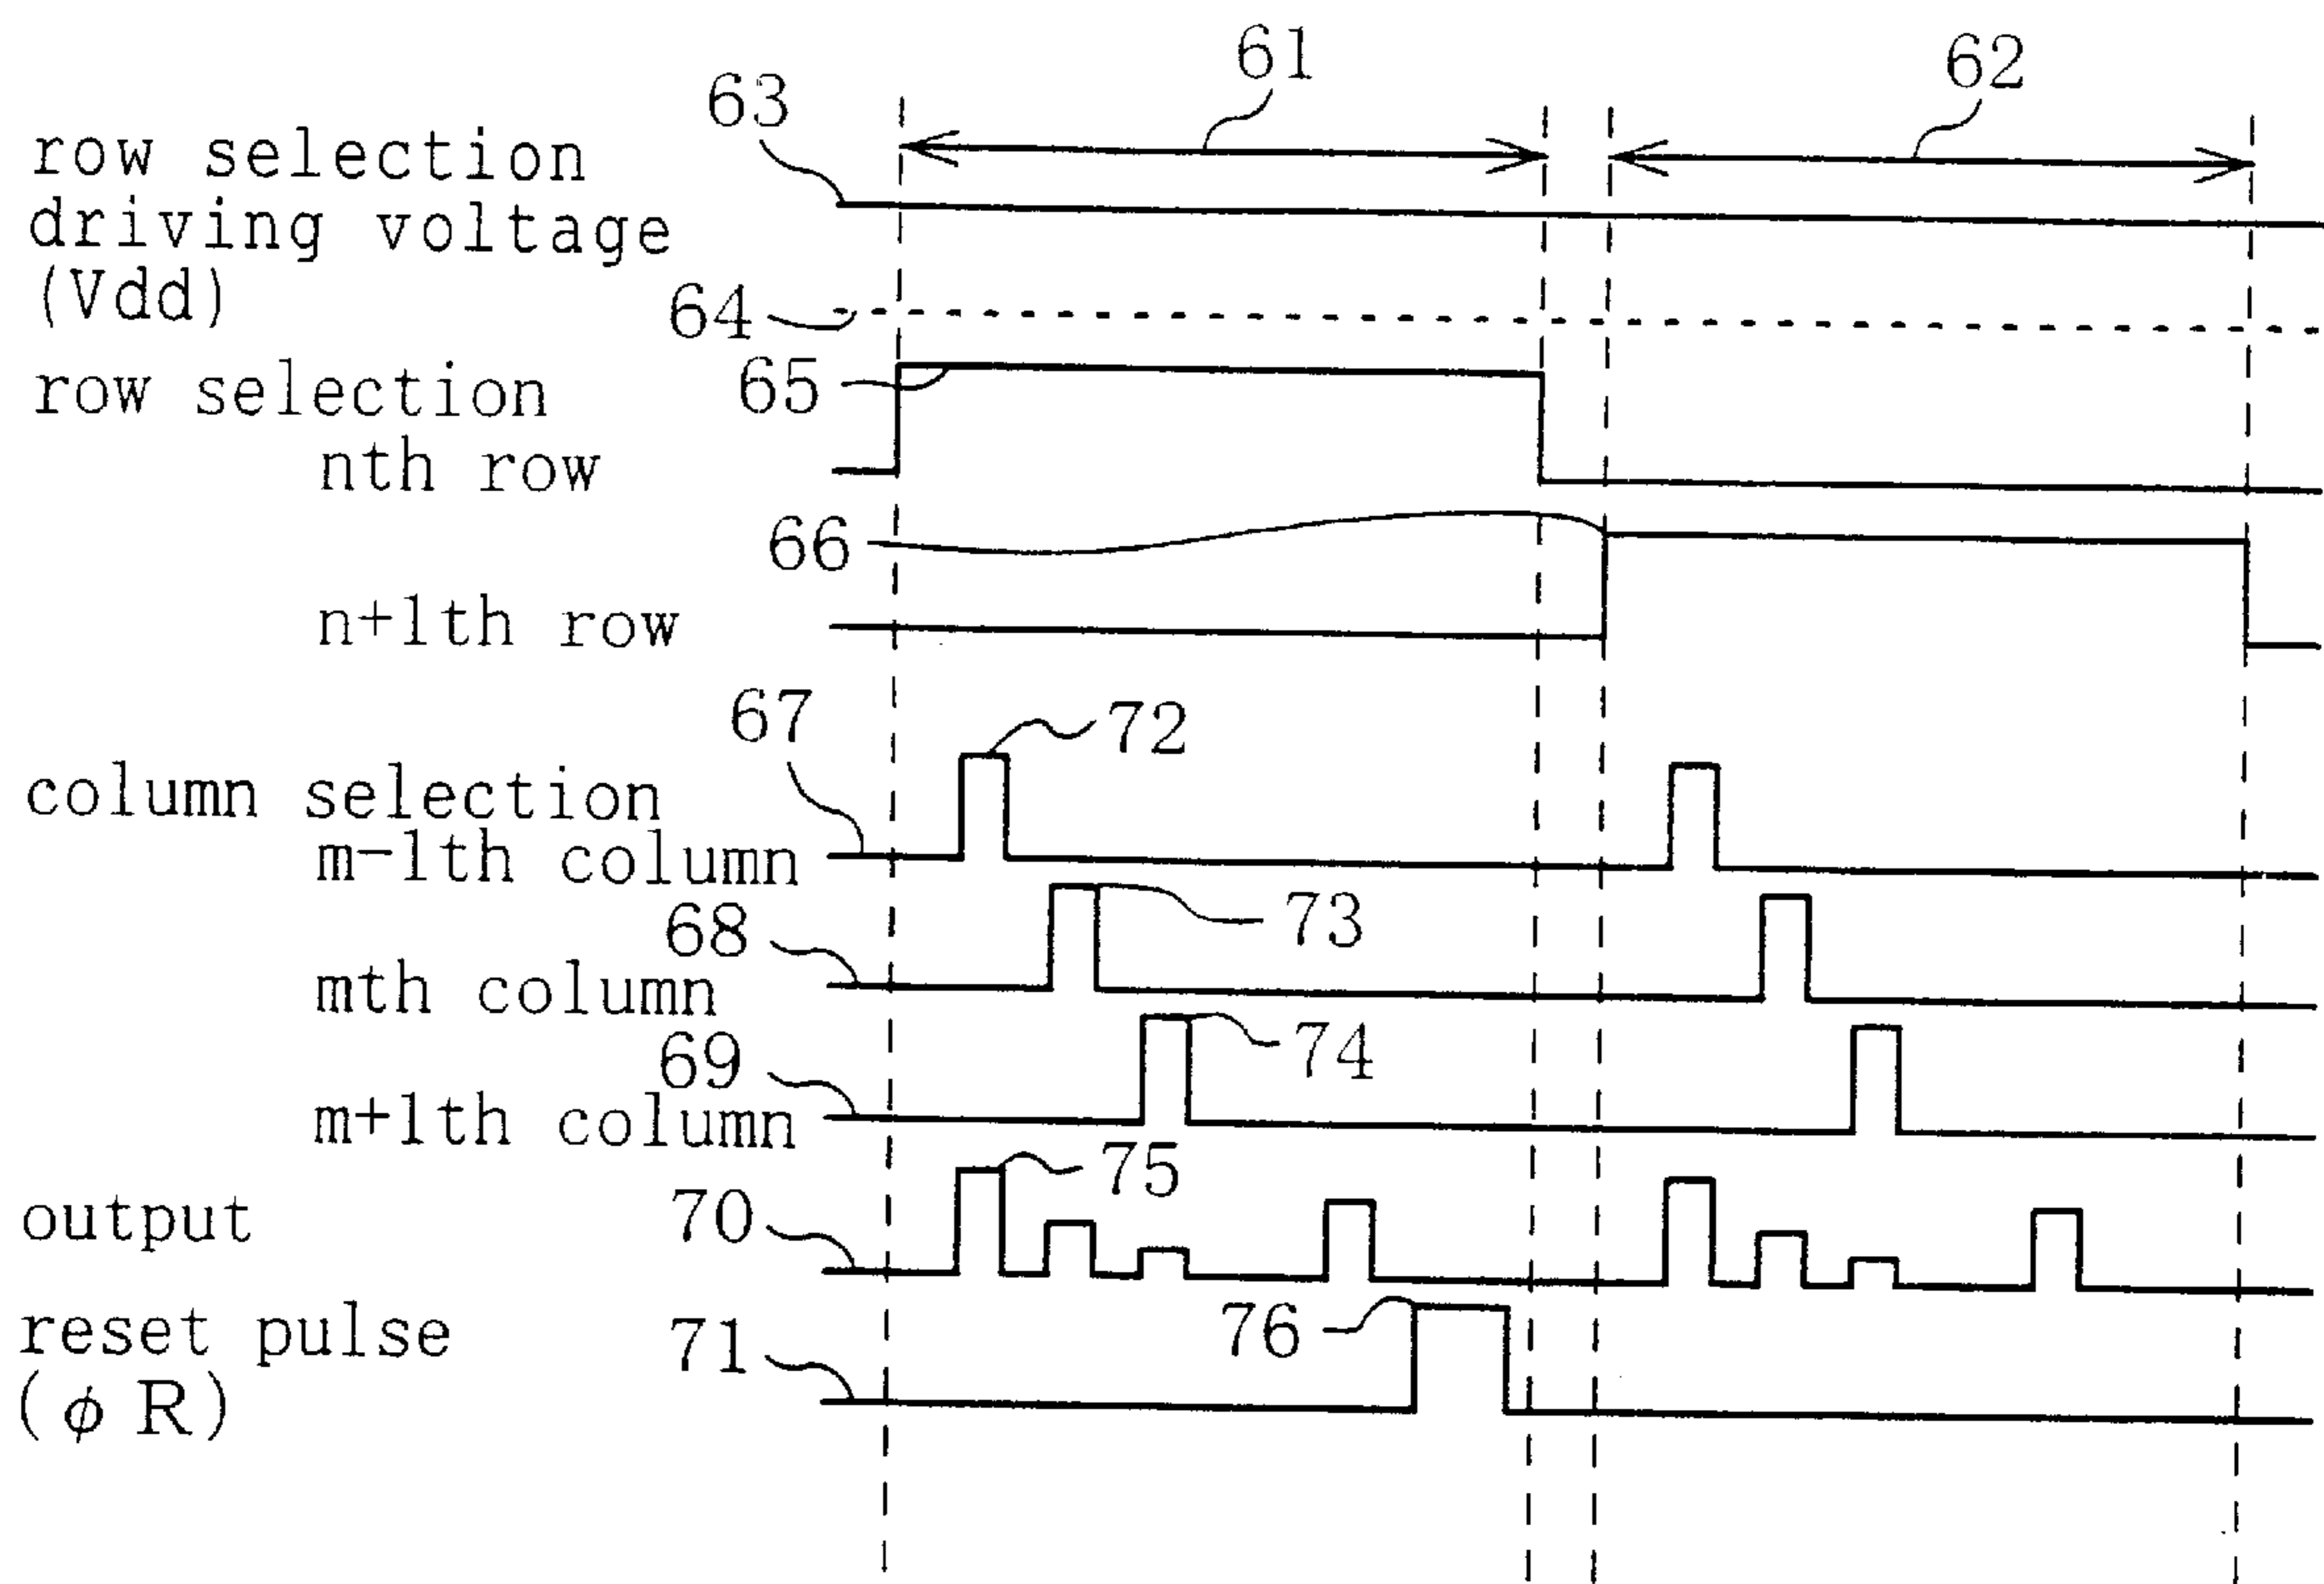 61
62
63
row selection
driving voltage
(Vdd)
64
row selection
65
nth row
66
n+1th row
67
72
column selection
m-1th column
73
68
mth column
74
69
m+1th column
75
output
70
reset pulse
76
71
(φR)